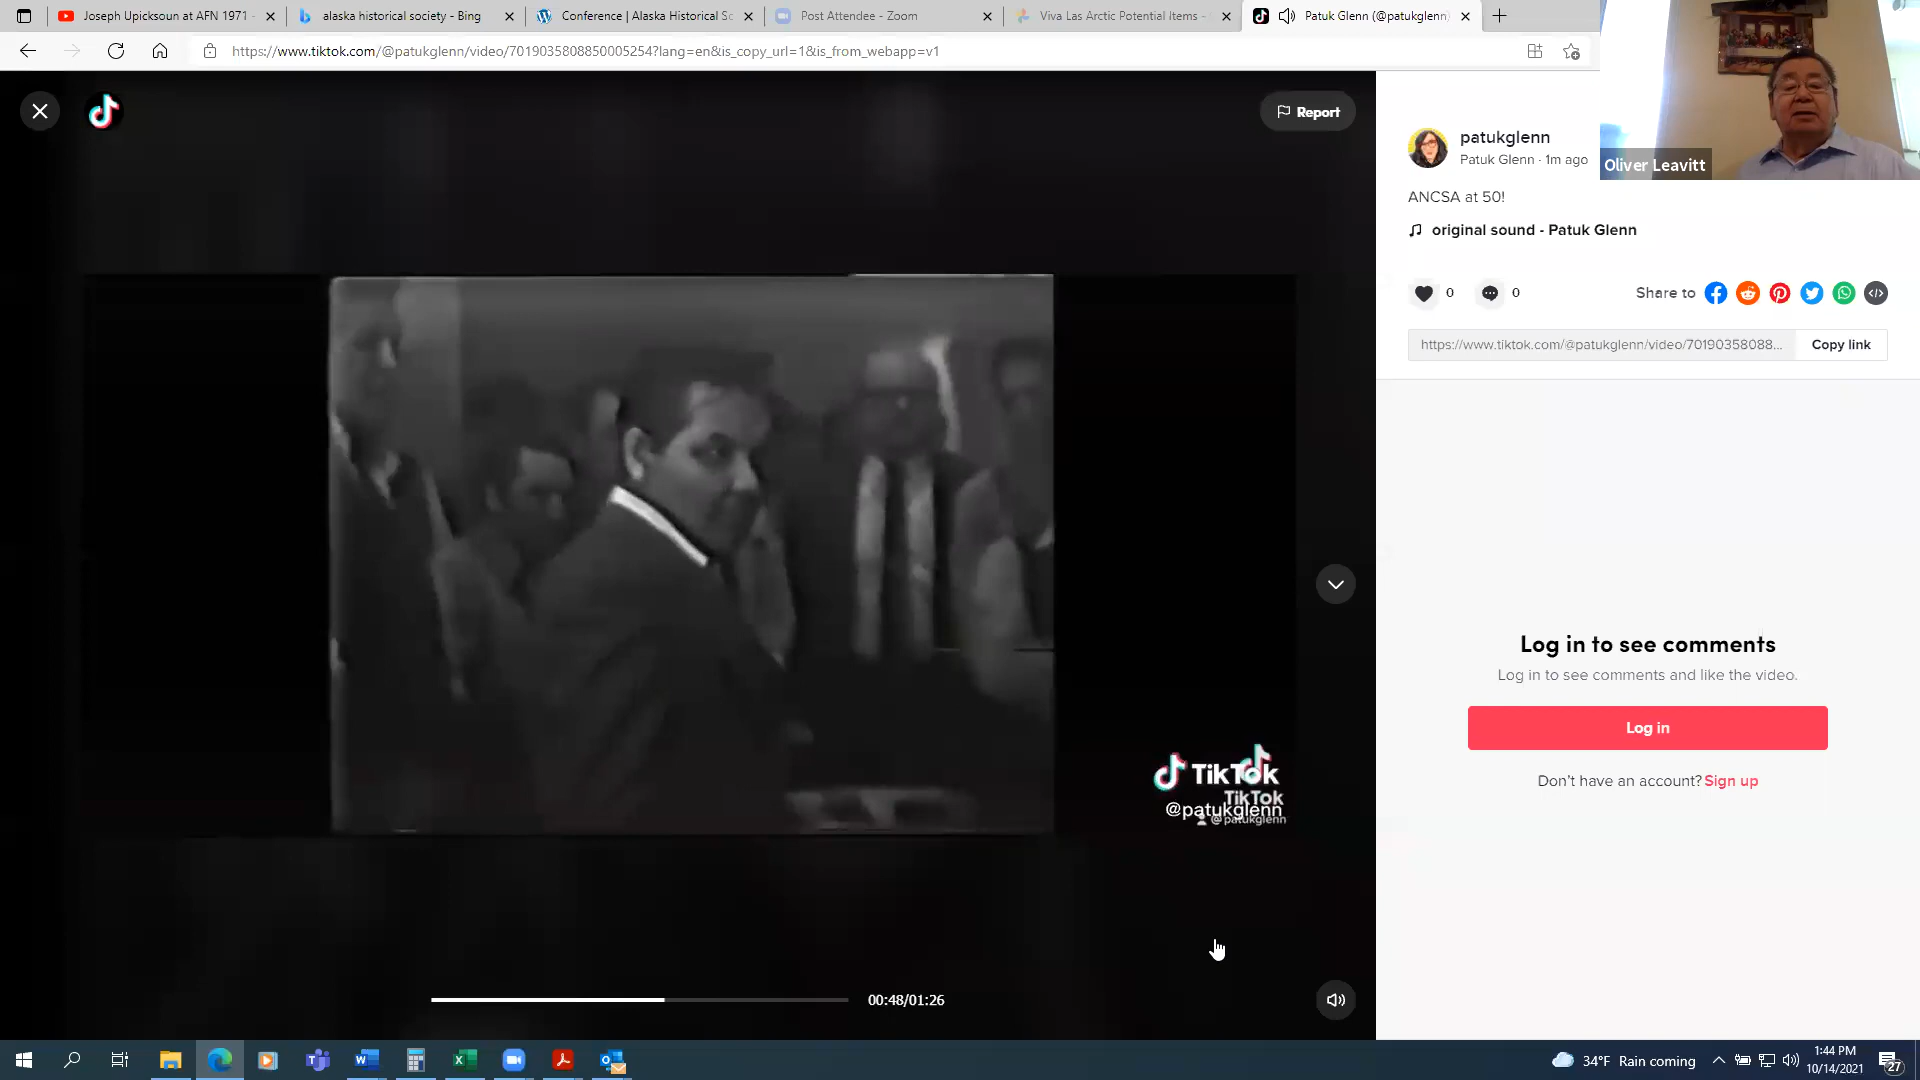 Joseph Upicksoun at AFN 1971 -
alaska historical society - Bing
Conference | Alaska Historical So
Post Attendee - Zoom
Viva Las Arctic Potential Items -
Patuk Glenn (@patukglenn)
https://www.tiktok.com/@patukglenn/video/7019035808850005254?lang=en&is_copy_url=1&is_from_webapp=v1
Report
patukglenn
Patuk Glenn · 1m ago
Oliver Leavitt
ANCSA at 50!
original sound - Patuk Glenn
0
0
Share to
https://www.tiktok.com/@patukglenn/video/70190358088...
Copy link
Log in to see comments
Log in to see comments and like the video.
Log in
Don't have an account? Sign up
TikTok
TikTok
@patukglenn
@patukglenn
00:48/01:26
34°F Rain coming
1:44 PM
10/14/2021
27